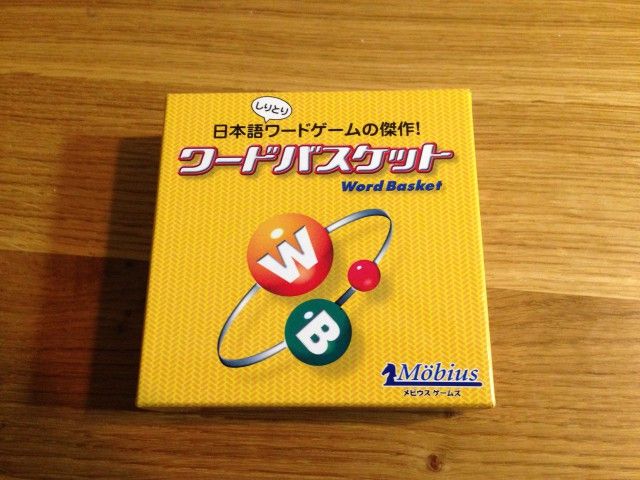 しりとり
日本語ワードゲームの傑作!
ワードバスケット
Word Basket
W
B
Möbius
メビウス ゲームズ